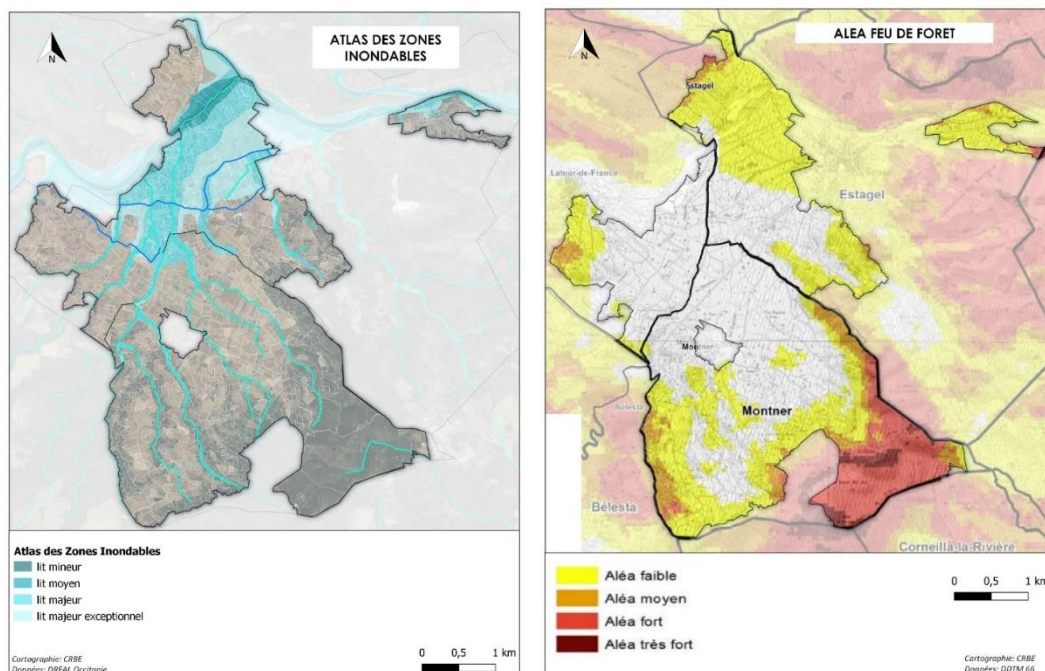 ATLAS DES ZONES
INONDABLES
N
Atlas des Zones Inondables
lit mineur
lit moyen
lit majeur
lit majeur exceptionnel
0 0,5 1 km
Cartographie: CRBE
Données: DREAL Occitanie
ALEA FEU DE FORET
N
Estagel
Latour-de-France
Estagel
Montner
Bélesta
Montner
Bélesta
Corneilla-la-Rivière
Aléa faible
Aléa moyen
Aléa fort
Aléa très fort
0 0,5 1 km
Cartographie: CRBE
Données: DDTM 66